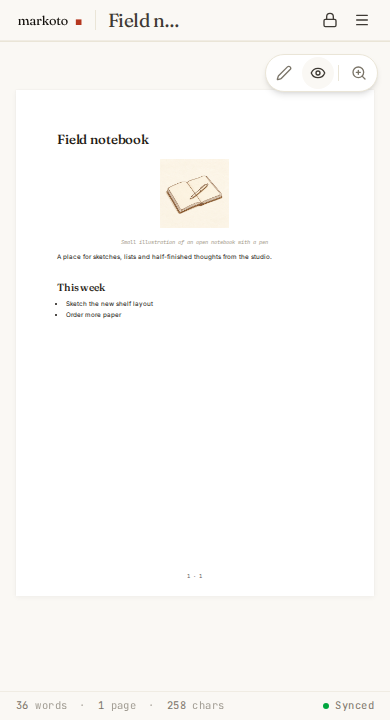 markoto
Field n...
Field notebook
Small illustration of an open notebook with a pen
A place for sketches, lists and half-finished thoughts from the studio.
This week
• Sketch the new shelf layout
• Order more paper
1 - 1
36 words · 1 page · 258 chars
Synced